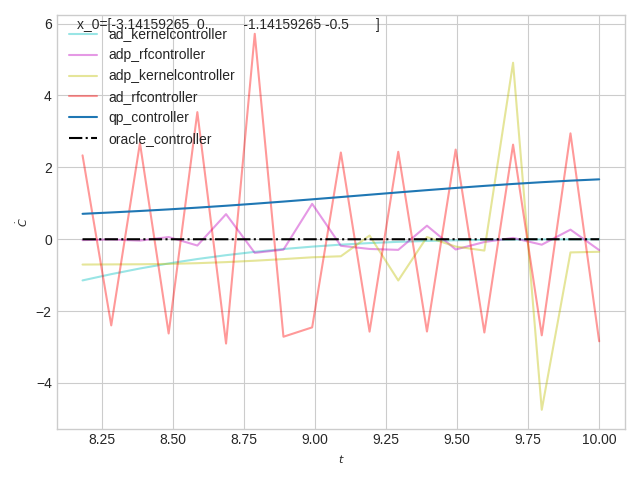 x_0=[-3.14159265 0. -1.14159265 -0.5 ]
ad_kernelcontroller
adp_rfcontroller
adp_kernelcontroller
ad_rfcontroller
qp_controller
oracle_controller
6
4
2
0
−2
−4
Ċ
8.25 8.50 8.75 9.00 9.25 9.50 9.75 10.00
t